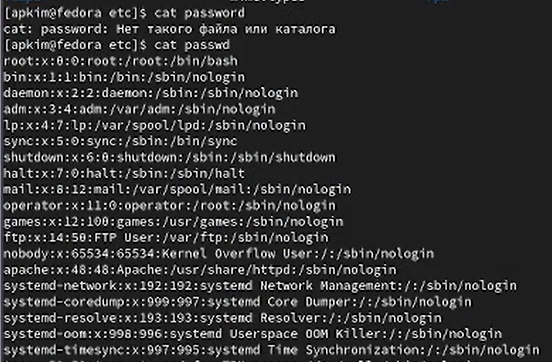 [apkim@fedora etc]$ cat password
cat: password: Нет такого файла или каталога
[apkim@fedora etc]$ cat passwd
root:x:0:0:root:/root:/bin/bash
bin:x:1:1:bin:/bin:/sbin/nologin
daemon:x:2:2:daemon:/sbin:/sbin/nologin
adm:x:3:4:adm:/var/adm:/sbin/nologin
lp:x:4:7:lp:/var/spool/lpd:/sbin/nologin
sync:x:5:0:sync:/sbin:/bin/sync
shutdown:x:6:0:shutdown:/sbin:/sbin/shutdown
halt:x:7:0:halt:/sbin:/sbin/halt
mail:x:8:12:mail:/var/spool/mail:/sbin/nologin
operator:x:11:0:operator:/root:/sbin/nologin
games:x:12:100:games:/usr/games:/sbin/nologin
ftp:x:14:50:FTP User:/var/ftp:/sbin/nologin
nobody:x:65534:65534:Kernel Overflow User:/:/sbin/nologin
apache:x:48:48:Apache:/usr/share/httpd:/sbin/nologin
systemd-network:x:192:192:systemd Network Management:/:/sbin/nologin
systemd-coredump:x:999:997:systemd Core Dumper:/:/sbin/nologin
systemd-resolve:x:193:193:systemd Resolver:/:/sbin/nologin
systemd-oom:x:998:996:systemd Userspace OOM Killer:/:/sbin/nologin
systemd-timesync:x:997:995:systemd Time Synchronization:/:/sbin/nologin